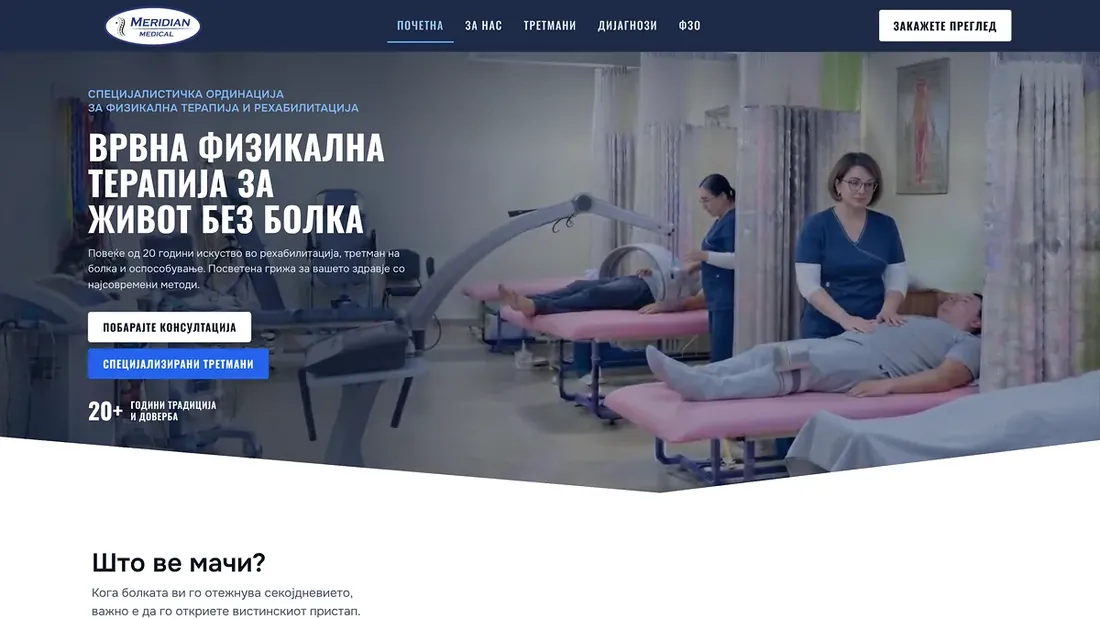 MERIDIAN
MEDICAL
ПОЧЕТНА
ЗА НАС
ТРЕТМАНИ
ДИЈАГНОЗИ
ФЗО
ЗАКАЖЕТЕ ПРЕГЛЕД
СПЕЦИЈАЛИСТИЧКА ОРДИНАЦИЈА
ЗА ФИЗИКАЛНА ТЕРАПИЈА И РЕХАБИЛИТАЦИЈА
ВРВНА ФИЗИКАЛНА
ТЕРАПИЈА ЗА
ЖИВОТ БЕЗ БОЛКА
Повеќе од 20 години искуство во рехабилитација, третман на
болка и оспособување. Посветена грижа за вашето здравје со
најсовремени методи.
ПОБАРАЈТЕ КОНСУЛТАЦИЈА
СПЕЦИЈАЛИЗИРАНИ ТРЕТМАНИ
20+
ГОДИНИ ТРАДИЦИЈА
И ДОВЕРБА
Што ве мачи?
Кога болката ви го отежнува секојдневието,
важно е да го откриете вистинскиот пристап.